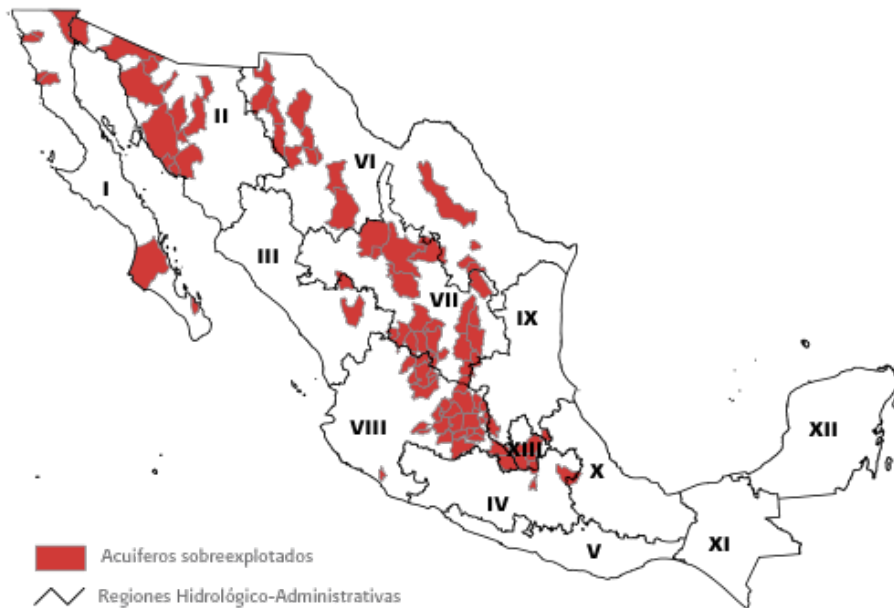 II
VI
I
III
VII
IX
VIII
XIII
XII
X
IV
V
XI
Acuíferos sobreexplotados
Regiones Hidrológico-Administrativas